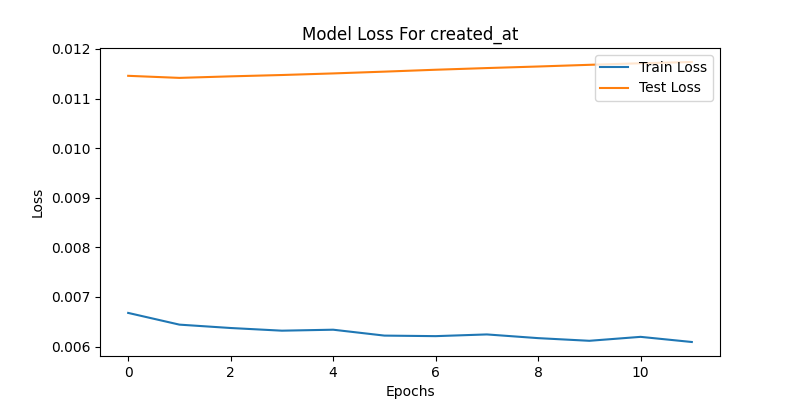 Model Loss For created_at
Loss
0.012
0.011
0.010
0.009
0.008
0.007
0.006
Train Loss
Test Loss
0 2 4 6 8 10
Epochs